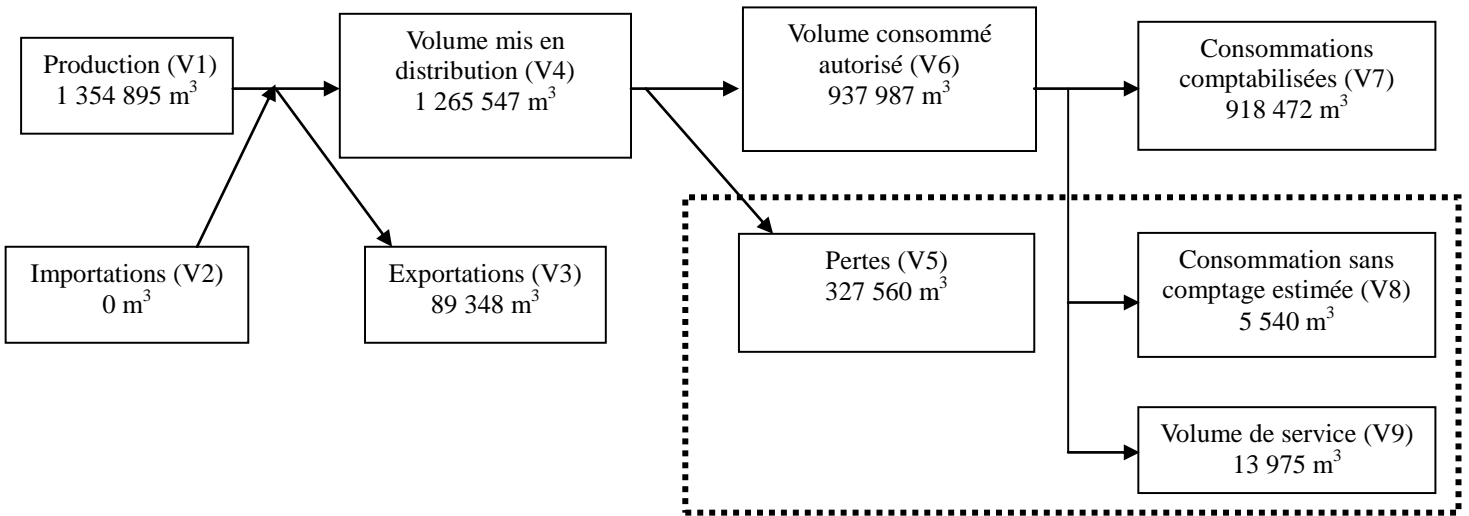 Production (V1)
1 354 895 m³
Volume mis en
distribution (V4)
1 265 547 m³
Volume consommé
autorisé (V6)
937 987 m³
Consommations
comptabilisées (V7)
918 472 m³
Importations (V2)
0 m³
Exportations (V3)
89 348 m³
Pertes (V5)
327 560 m³
Consommation sans
comptage estimée (V8)
5 540 m³
Volume de service (V9)
13 975 m³